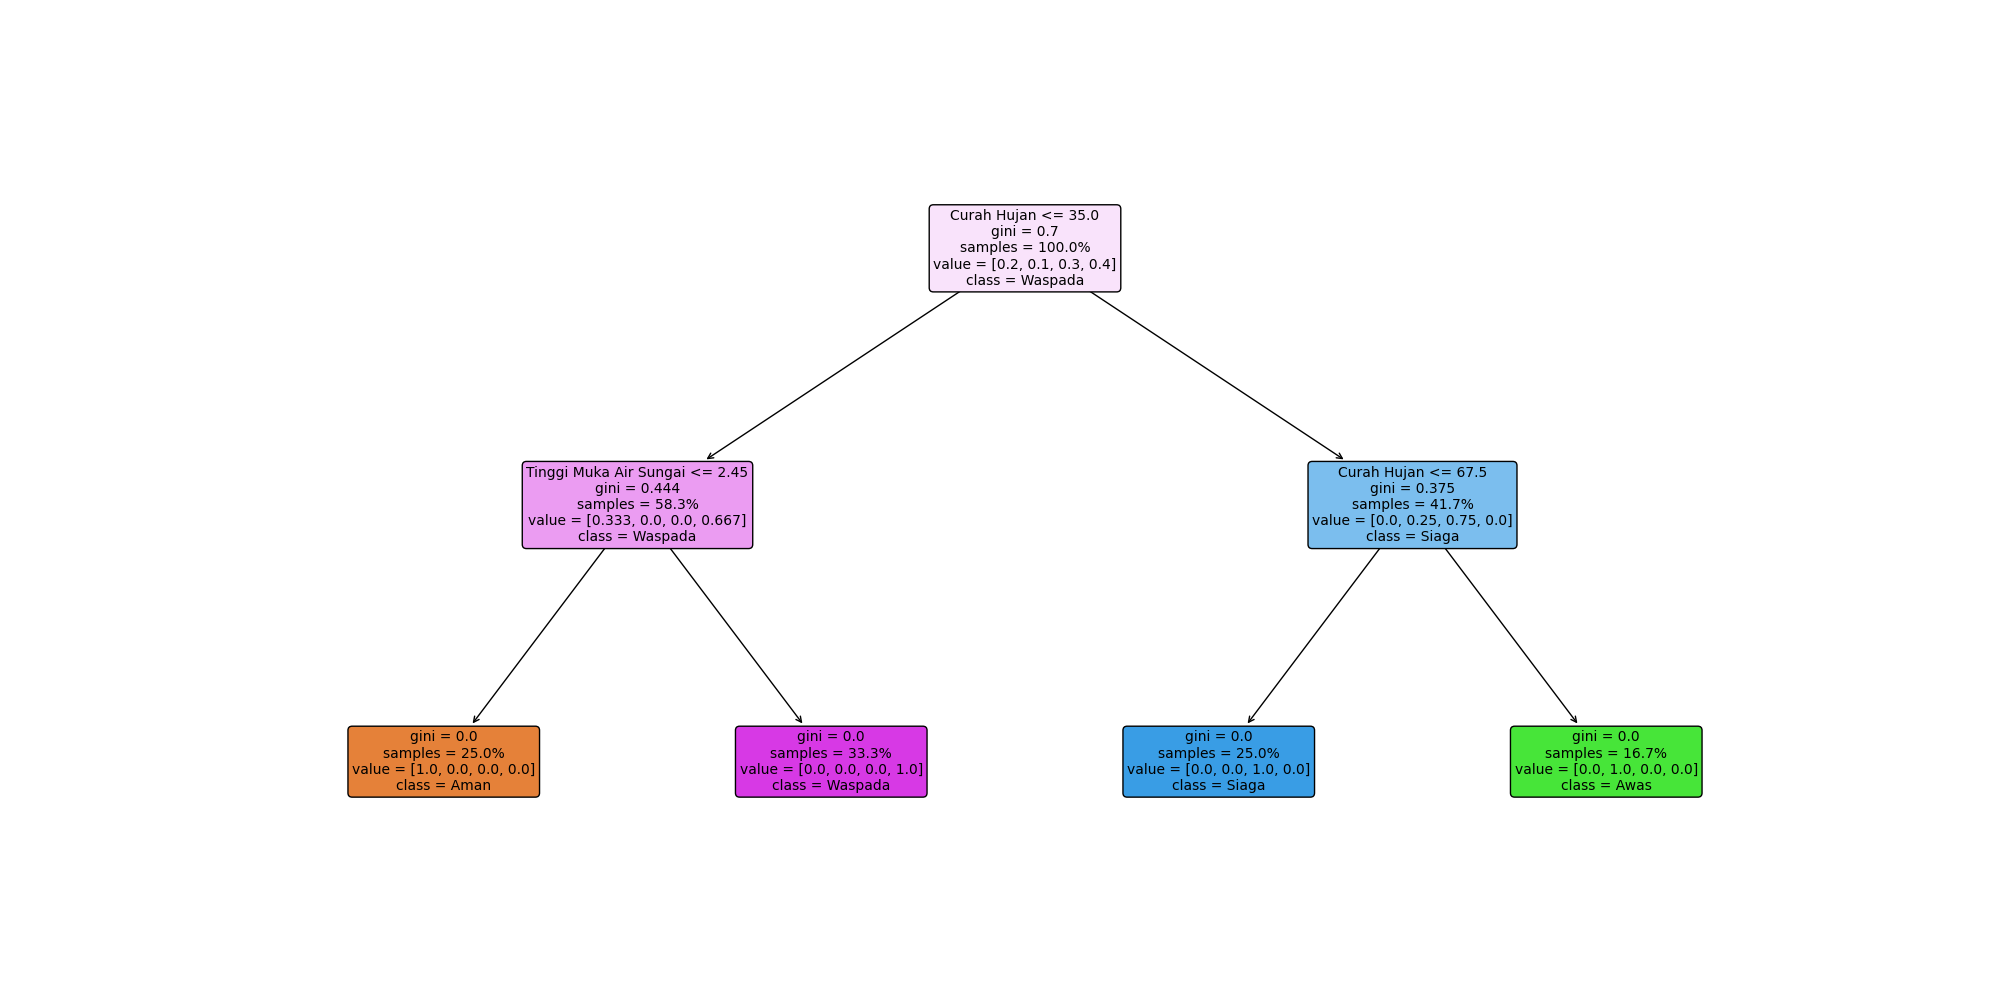 Curah Hujan <= 35.0
gini = 0.7
samples = 100.0%
value = [0.2, 0.1, 0.3, 0.4]
class = Waspada
Tinggi Muka Air Sungai <= 2.45
gini = 0.444
samples = 58.3%
value = [0.333, 0.0, 0.0, 0.667]
class = Waspada
Curah Hujan <= 67.5
gini = 0.375
samples = 41.7%
value = [0.0, 0.25, 0.75, 0.0]
class = Siaga
gini = 0.0
samples = 25.0%
value = [1.0, 0.0, 0.0, 0.0]
class = Aman
gini = 0.0
samples = 33.3%
value = [0.0, 0.0, 0.0, 1.0]
class = Waspada
gini = 0.0
samples = 25.0%
value = [0.0, 0.0, 1.0, 0.0]
class = Siaga
gini = 0.0
samples = 16.7%
value = [0.0, 1.0, 0.0, 0.0]
class = Awas